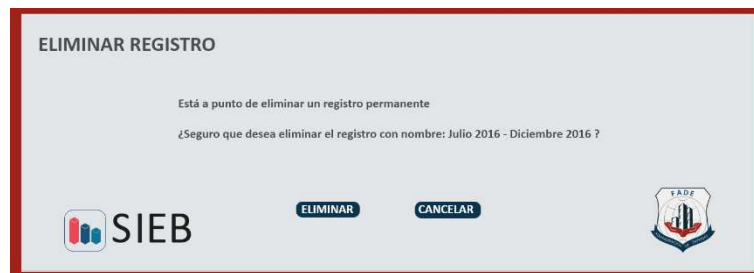 ELIMINAR REGISTRO
Está a punto de eliminar un registro permanente
¿Seguro que desea eliminar el registro con nombre: Julio 2016 - Diciembre 2016 ?
ELIMINAR
CANCELAR
SIEB
FADE